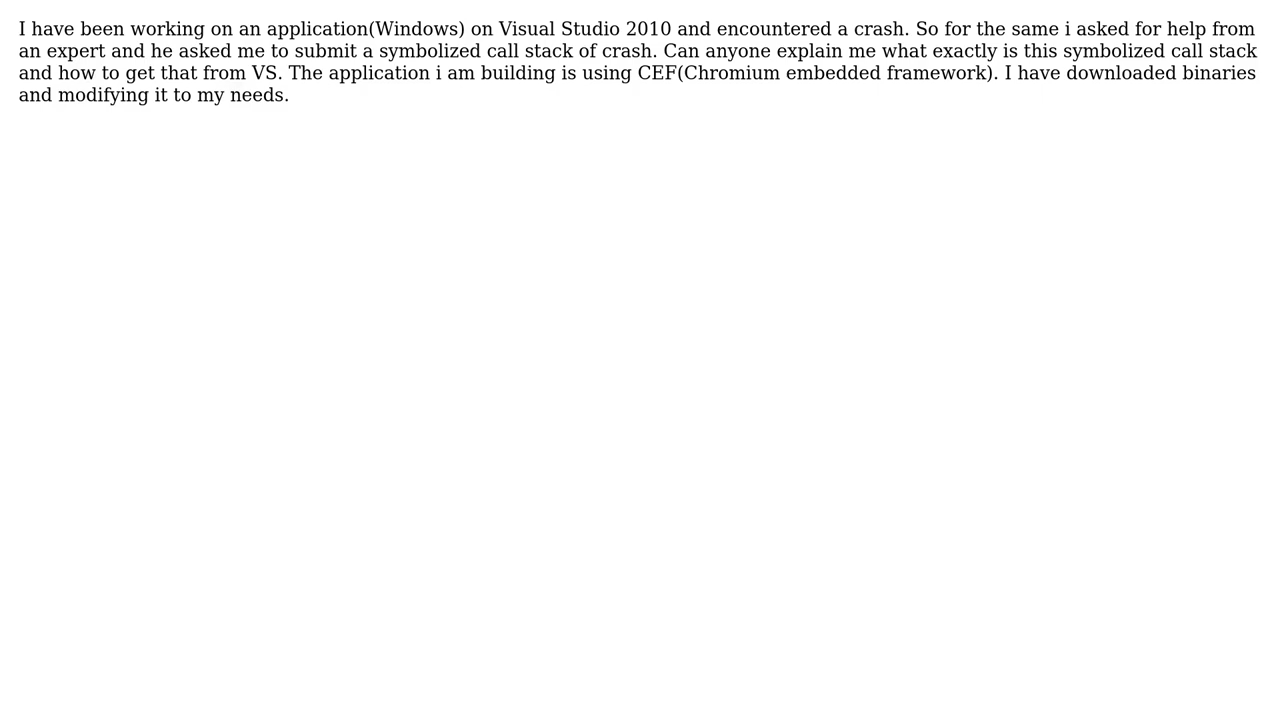 I have been working on an application(Windows) on Visual Studio 2010 and encountered a crash. So for the same i asked for help from
an expert and he asked me to submit a symbolized call stack of crash. Can anyone explain me what exactly is this symbolized call stack
and how to get that from VS. The application i am building is using CEF(Chromium embedded framework). I have downloaded binaries
and modifying it to my needs.